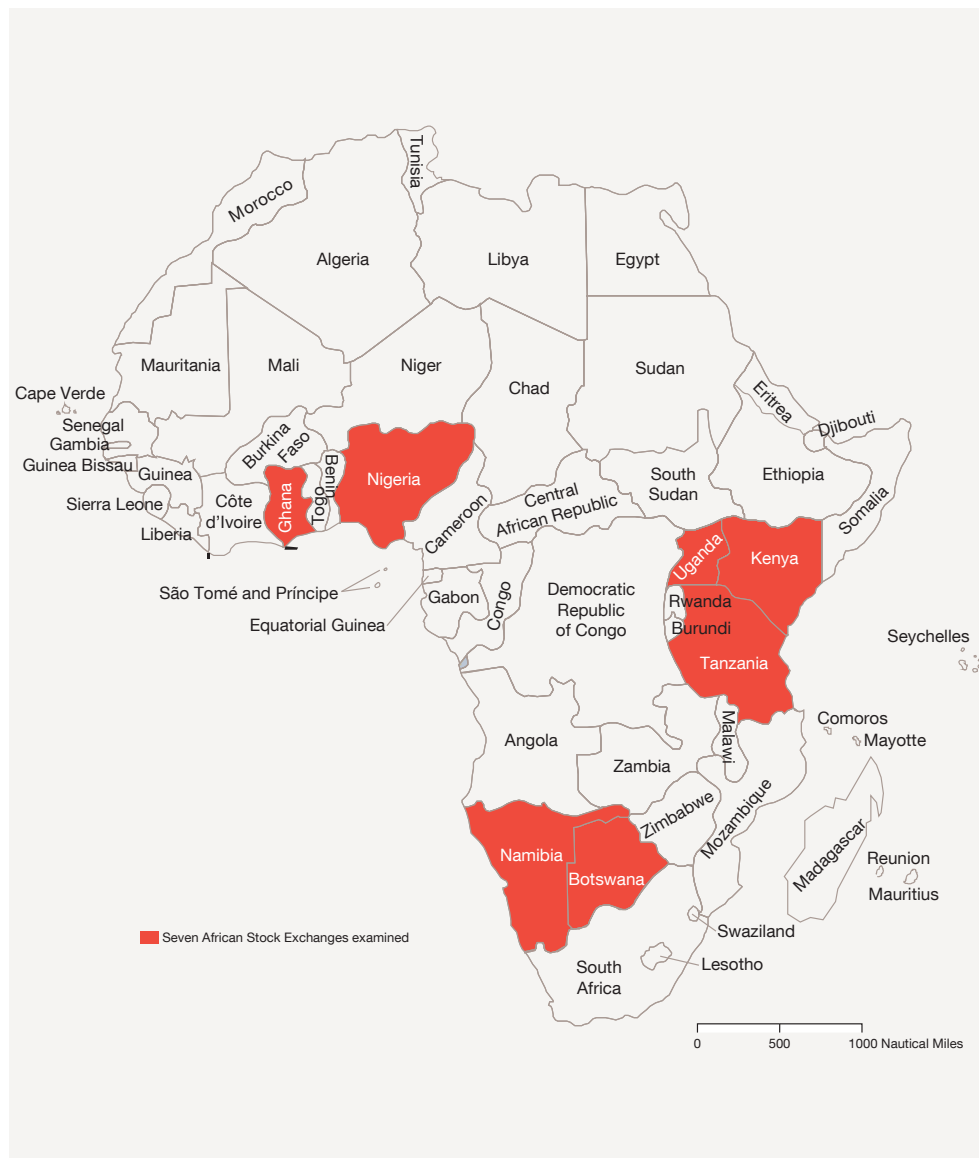 Tunisia
Morocco
Algeria
Libya
Egypt
Mauritania
Mali
Niger
Chad
Sudan
Eritrea
Djibouti
Cape Verde
Senegal
Gambia
Guinea Bissau
Guinea
Sierra Leone
Liberia
Côte
d’Ivoire
Burkina
Faso
Ghana
Togo
Benin
Nigeria
Cameroon
Central
African Republic
South
Sudan
Ethiopia
Somalia
São Tomé and Príncipe
Equatorial Guinea
Gabon
Congo
Democratic
Republic
of Congo
Uganda
Kenya
Rwanda
Burundi
Tanzania
Seychelles
Comoros
Mayotte
Angola
Zambia
Malawi
Mozambique
Zimbabwe
Madagascar
Reunion
Mauritius
Namibia
Botswana
Swaziland
Lesotho
South
Africa
Seven African Stock Exchanges examined
0 500 1000 Nautical Miles